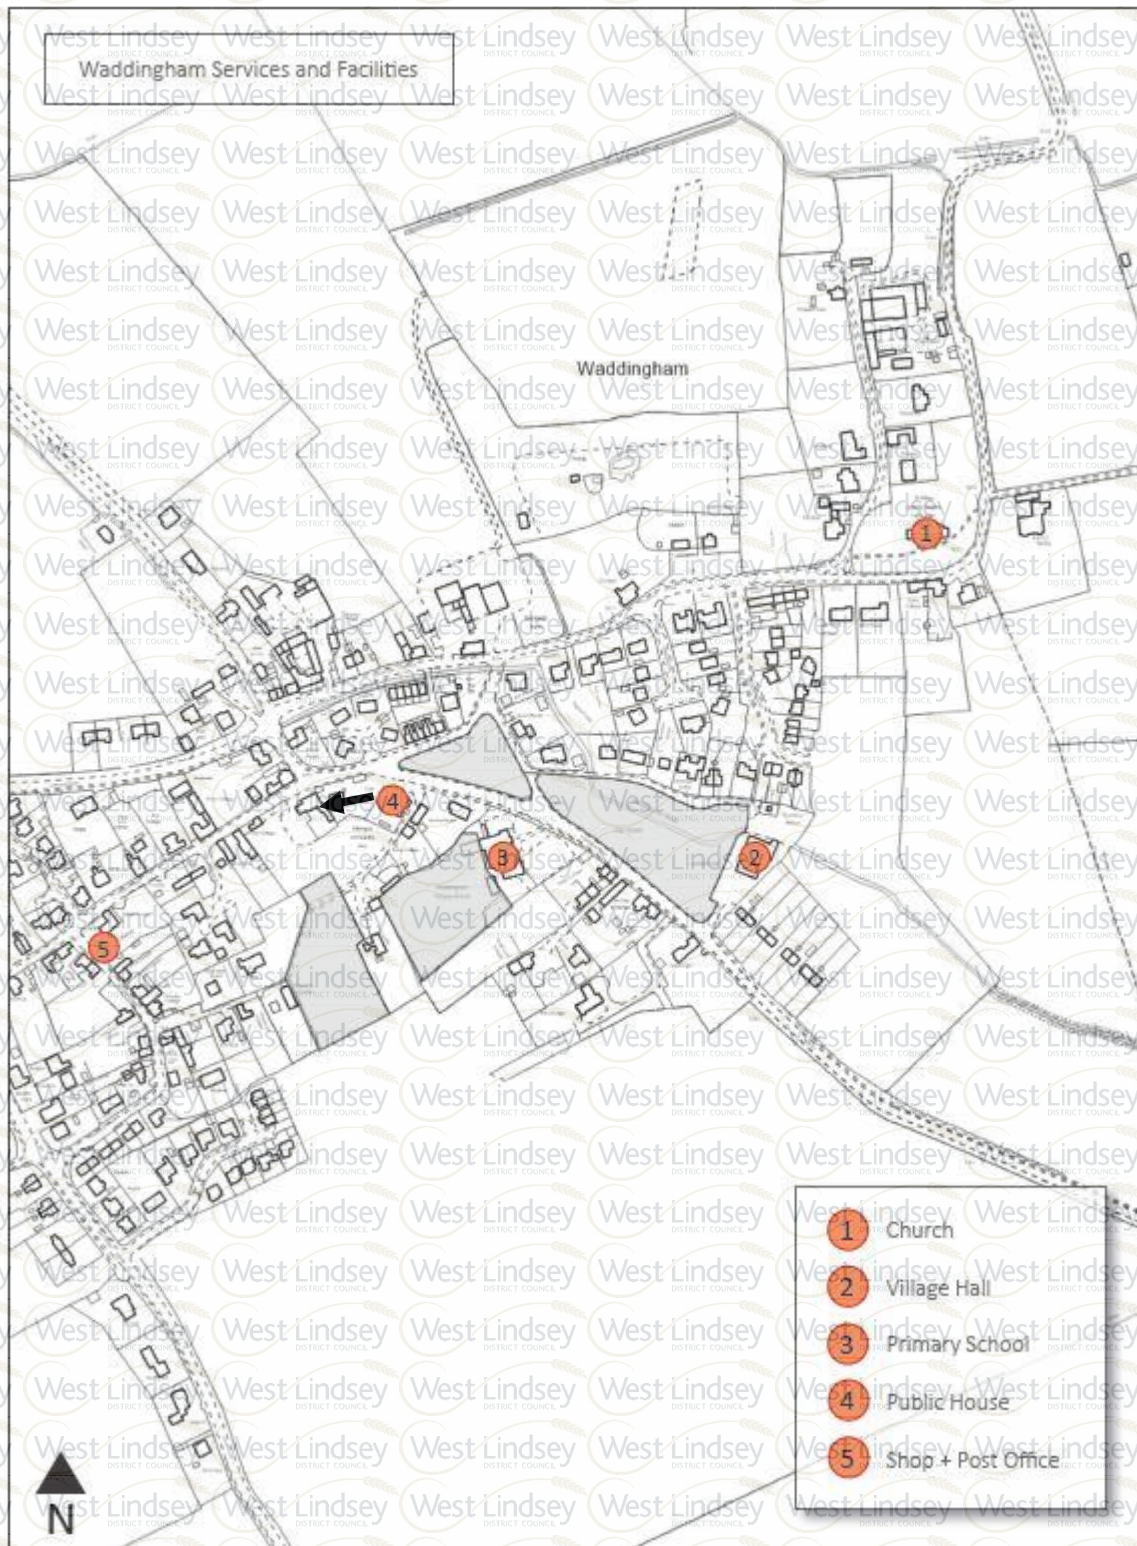 Waddingham Services and Facilities
West Lindsey
DISTRICT COUNCIL
Waddingham
1
4
3
2
5
1 Church
2 Village Hall
3 Primary School
4 Public House
5 Shop + Post Office
N